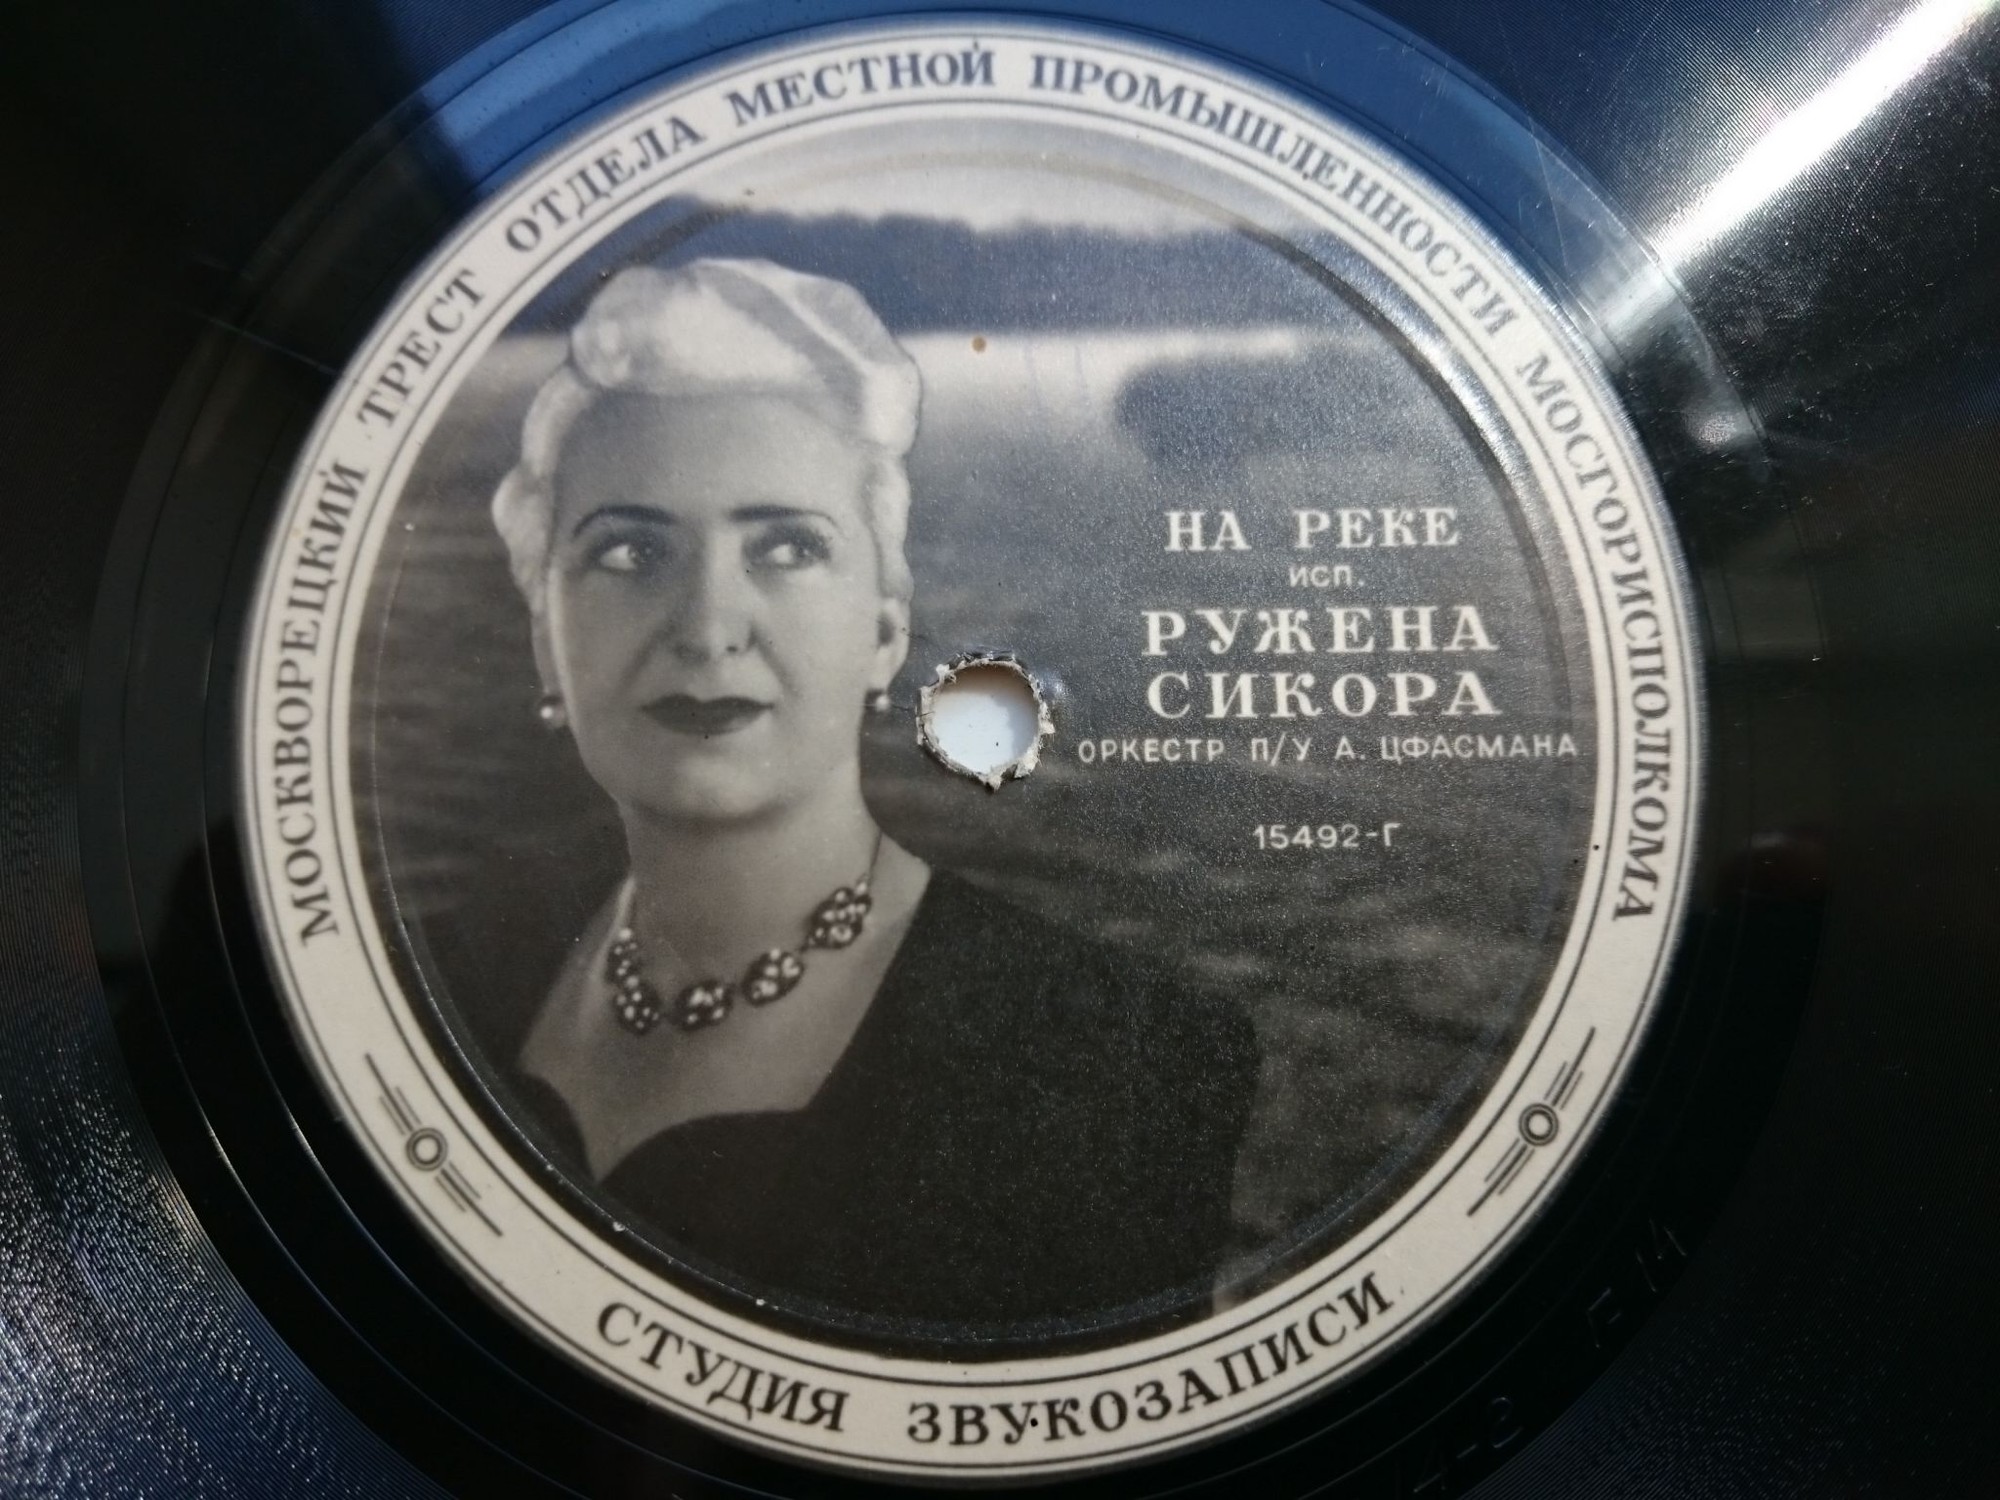 МОСКВОРЕЦКИЙ ТРЕСТ ОТДЕЛА МЕСТНОЙ ПРОМЫШЛЕННОСТИ МОСГОРИСПОЛКОМА
НА РЕКЕ
ИСП.
РУЖЕНА
СИКОРА
ОРКЕСТР П/У А. ЦФАСМАНА
15492-Г
СТУДИЯ ЗВУКОЗАПИСИ